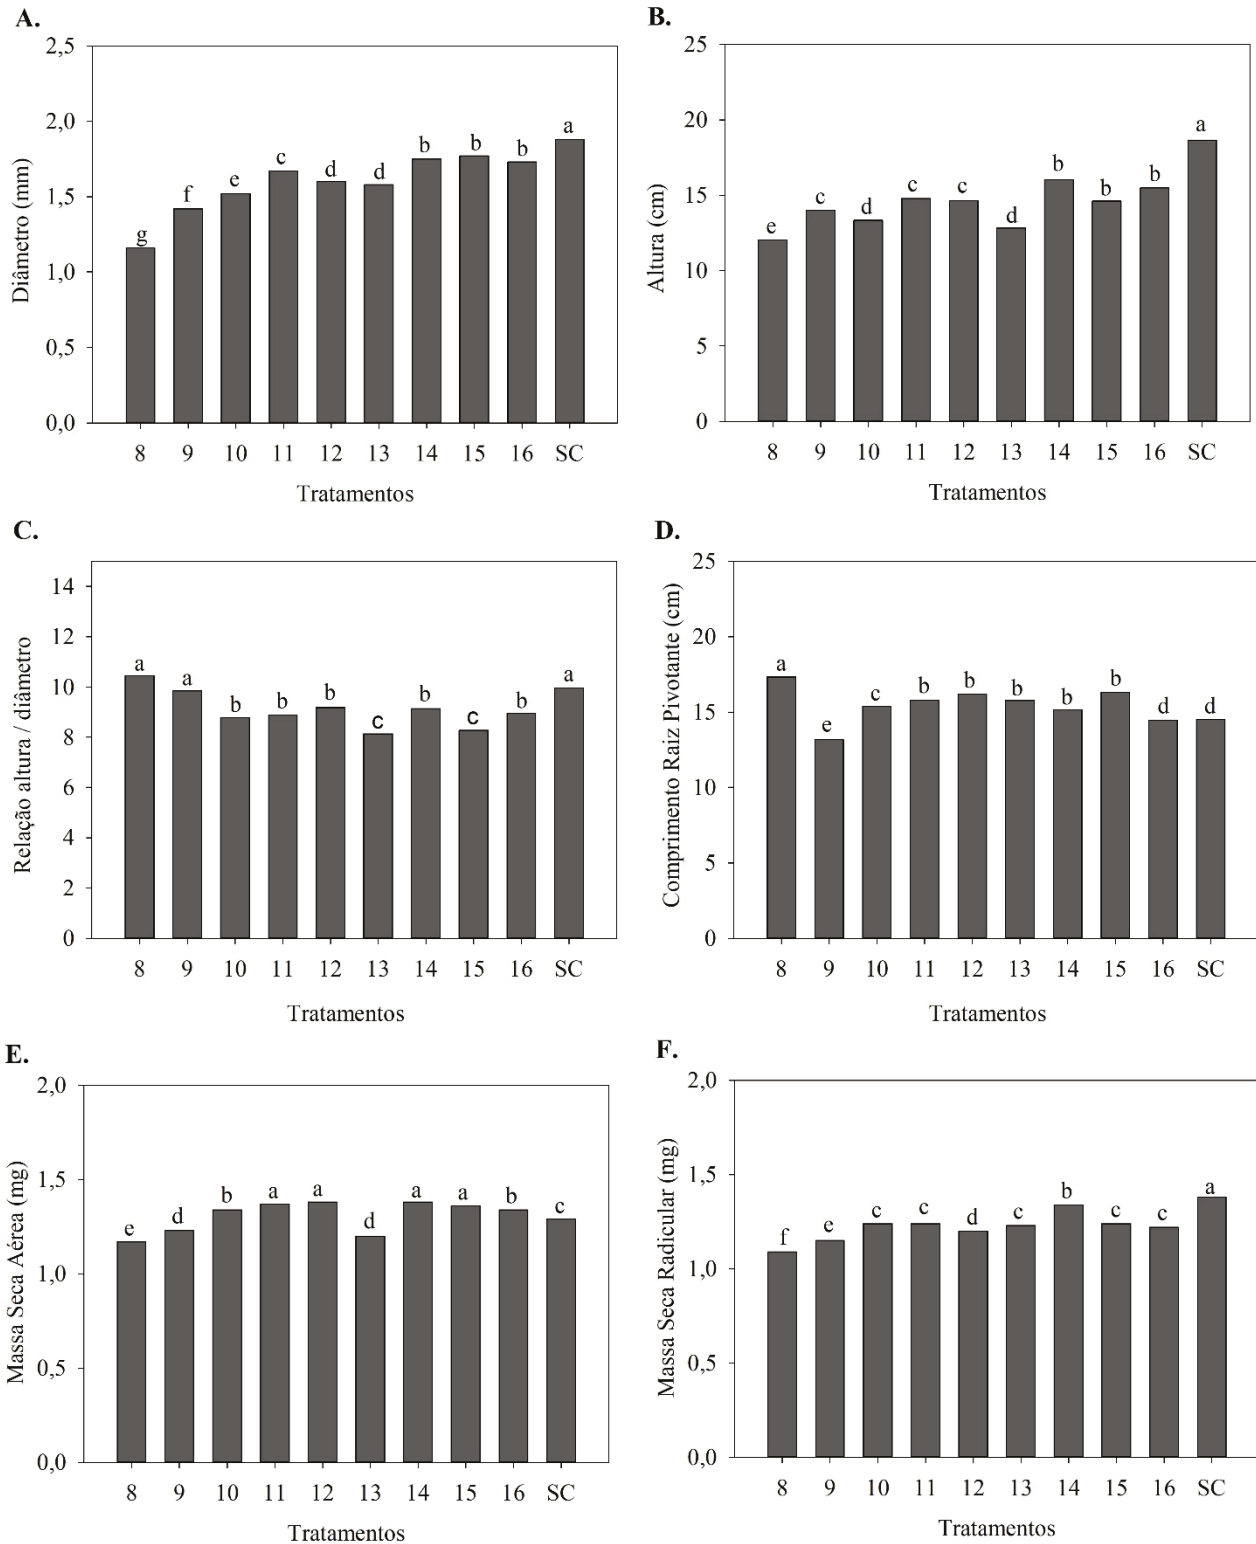 A.
Diâmetro (mm)
2,5
2,0
1,5
1,0
0,5
0,0
g f e c d d b b b a
8 9 10 11 12 13 14 15 16 SC
Tratamentos
B.
Altura (cm)
25
20
15
10
5
0
e c d c c d b b b a
8 9 10 11 12 13 14 15 16 SC
Tratamentos
C.
Relação altura / diâmetro
14
12
10
8
6
4
2
0
a a b b b c b c b a
8 9 10 11 12 13 14 15 16 SC
Tratamentos
D.
Comprimento Raiz Pivotante (cm)
25
20
15
10
5
0
a e c b b b b b d d
8 9 10 11 12 13 14 15 16 SC
Tratamentos
E.
Massa Seca Aérea (mg)
2,0
1,5
1,0
0,5
0,0
e d b a a d a a b c
8 9 10 11 12 13 14 15 16 SC
Tratamentos
F.
Massa Seca Radicular (mg)
2,0
1,5
1,0
0,5
0,0
f e c c d c b c c a
8 9 10 11 12 13 14 15 16 SC
Tratamentos